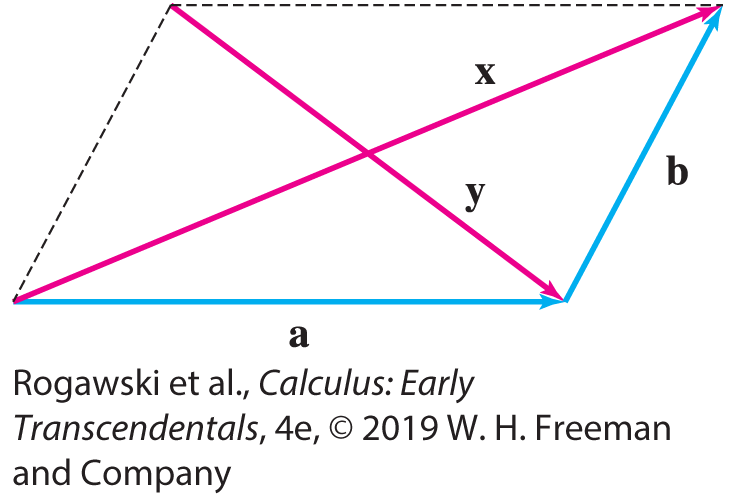 x
b
y
a
Rogawski et al., Calculus: Early
Transcendentals, 4e, © 2019 W. H. Freeman
and Company